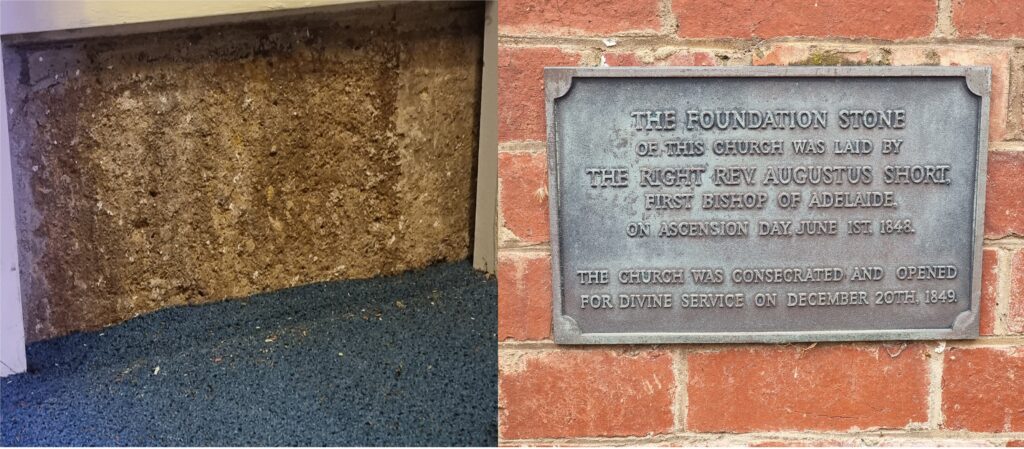 THE FOUNDATION STONE
OF THIS CHURCH WAS LAID BY
THE RIGHT REV. AUGUSTUS SHORT,
FIRST BISHOP OF ADELAIDE.
ON ASCENSION DAY JUNE 1ST. 1848.
THE CHURCH WAS CONSECRATED AND OPENED
FOR DIVINE SERVICE ON DECEMBER 20TH. 1849.